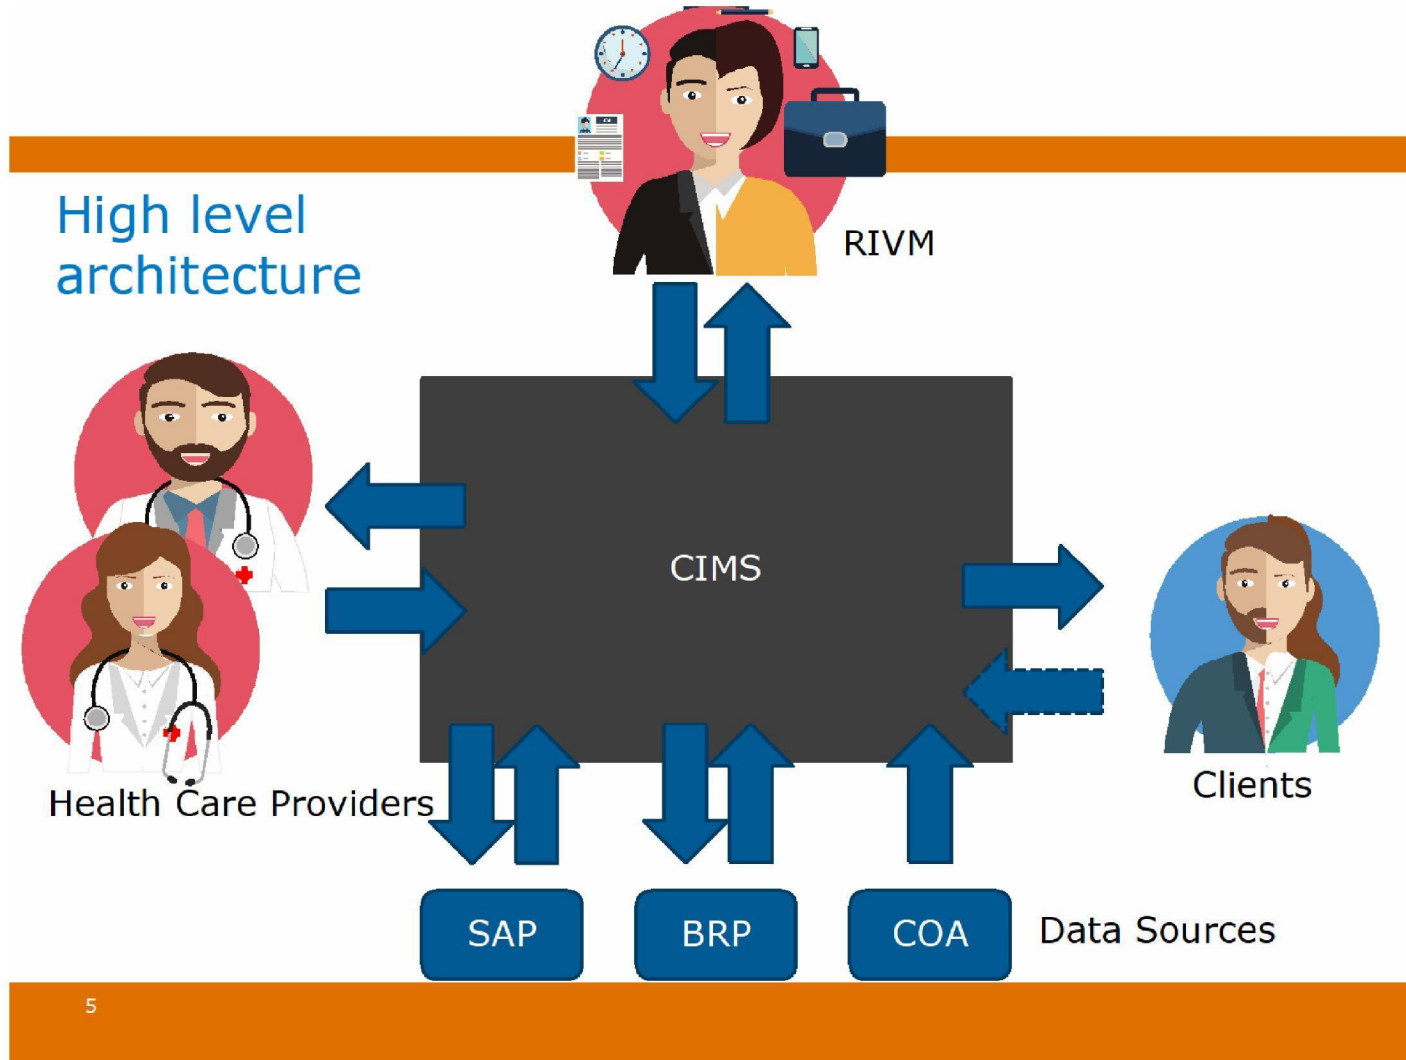 High level
architecture
RIVM
CIMS
Health Care Providers
Clients
SAP
BRP
COA
Data Sources
5